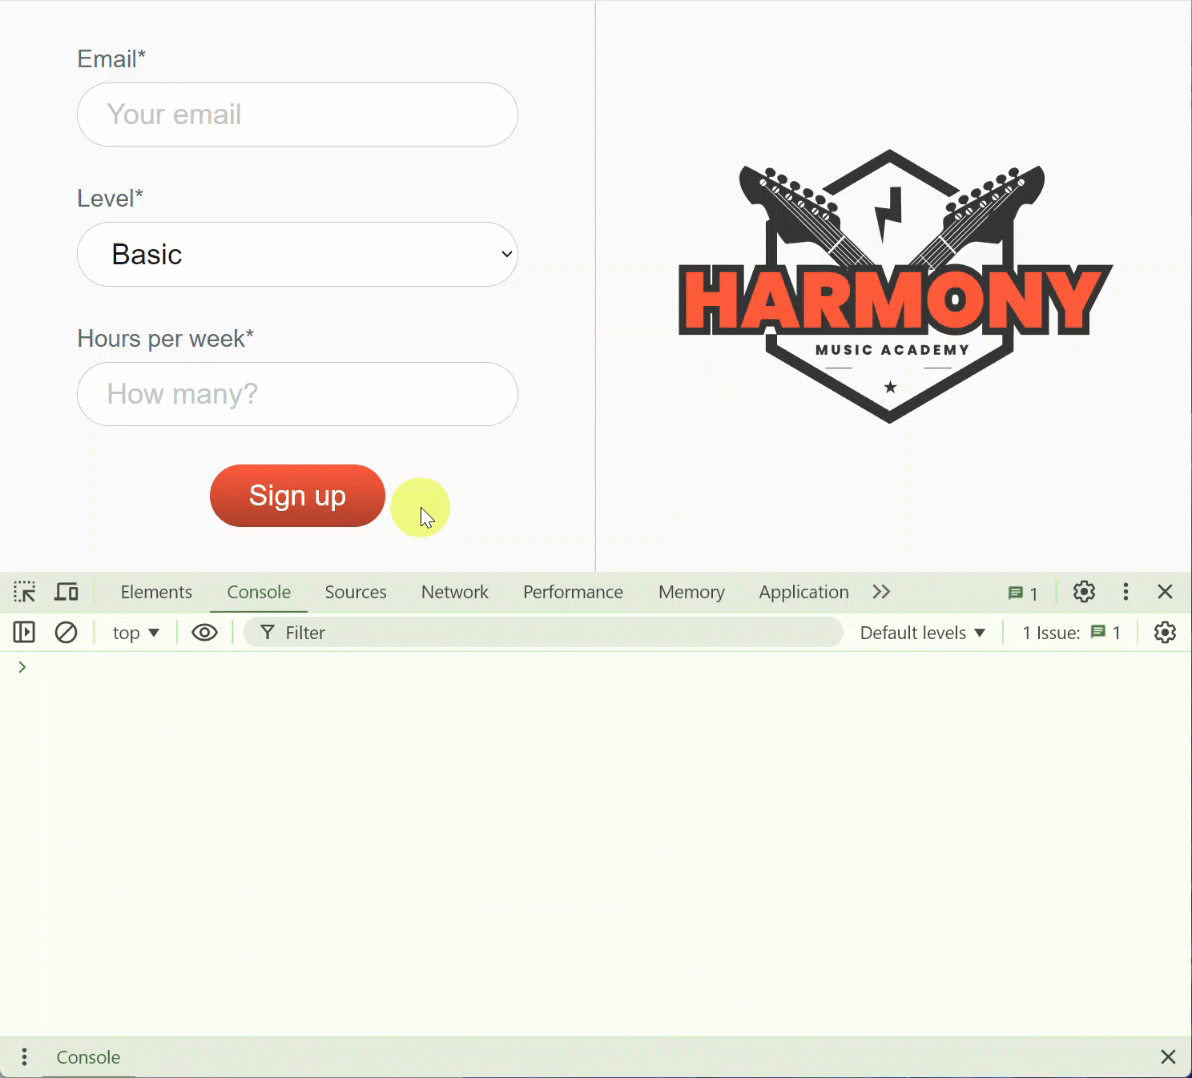 Email*
Your email
Level*
Basic
Hours per week*
How many?
Sign up
HARMONY
MUSIC ACADEMY
Elements Console Sources Network Performance Memory Application 1
top Filter Default levels 1 Issue: 1
Console